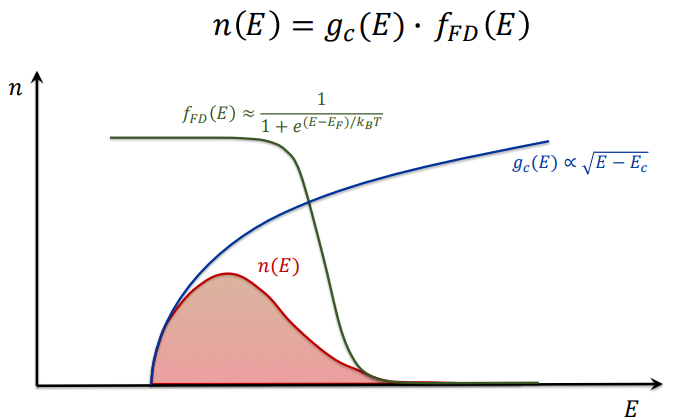 n(E) = g_c(E) · f_FD(E)
n
f_FD(E) ≈ 1 / (1 + e^((E−E_F)/k_BT))
g_c(E) ∝ √(E − E_c)
n(E)
E